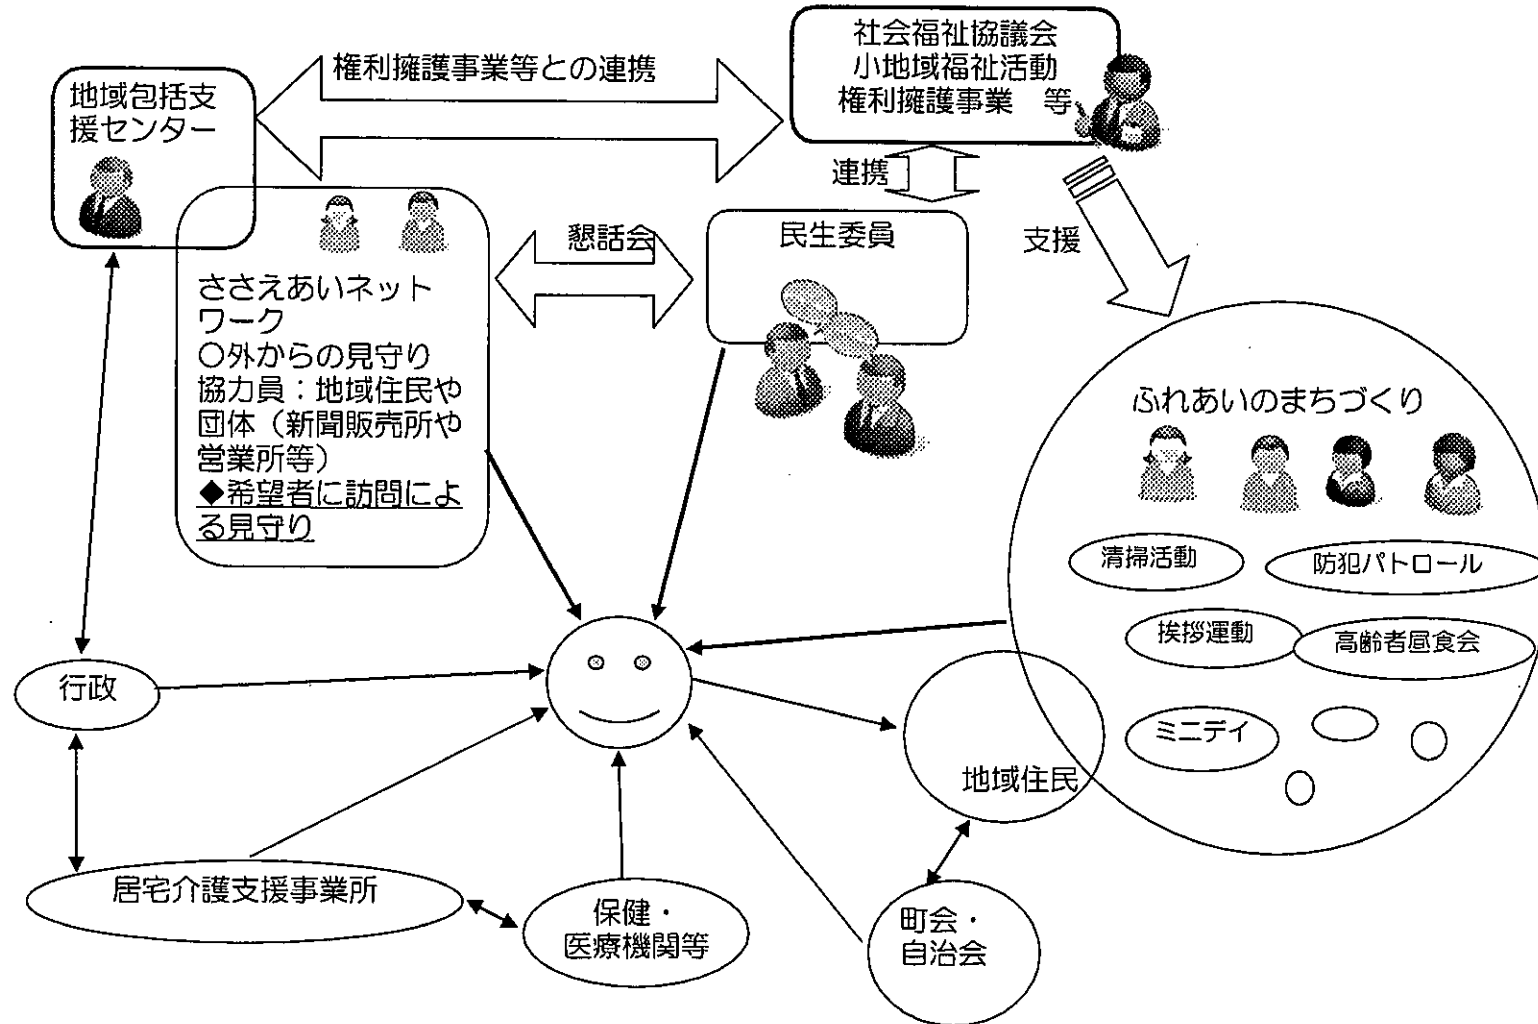 社会福祉協議会
小地域福祉活動
権利擁護事業　等
権利擁護事業等との連携
地域包括支
援センター
連携
懇話会
民生委員
支援
ささえあいネット
ワーク
〇外からの見守り
協力員：地域住民や
団体（新聞販売所や
営業所等）
◆希望者に訪問によ
る見守り
ふれあいのまちづくり
清掃活動
防犯パトロール
挨拶運動
高齢者昼食会
ミニデイ
行政
地域住民
居宅介護支援事業所
保健・
医療機関等
町会・
自治会